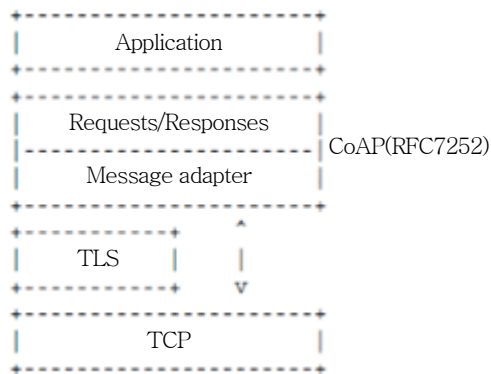 Application
Requests/Responses
CoAP(RFC7252)
Message adapter
TLS
TCP